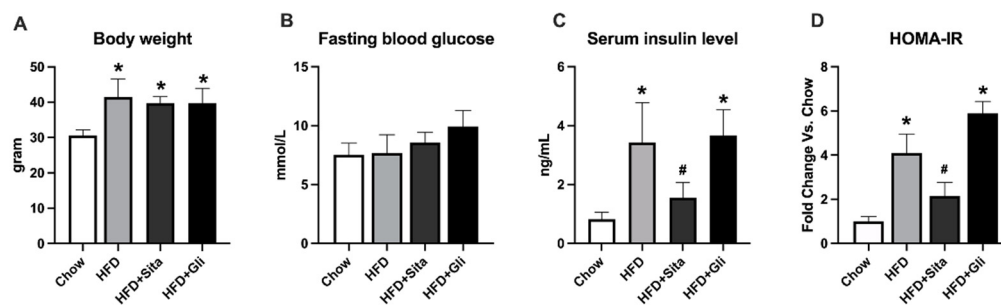 A
Body weight
gram
50
40
30
20
10
0
*
*
*
Chow
HFD
HFD+Sita
HFD+Gli
B
Fasting blood glucose
mmol/L
15
10
5
0
Chow
HFD
HFD+Sita
HFD+Gli
C
Serum insulin level
ng/mL
6
4
2
0
*
#
*
Chow
HFD
HFD+Sita
HFD+Gli
D
HOMA-IR
Fold Change Vs. Chow
8
6
4
2
0
*
#
*
Chow
HFD
HFD+Sita
HFD+Gli